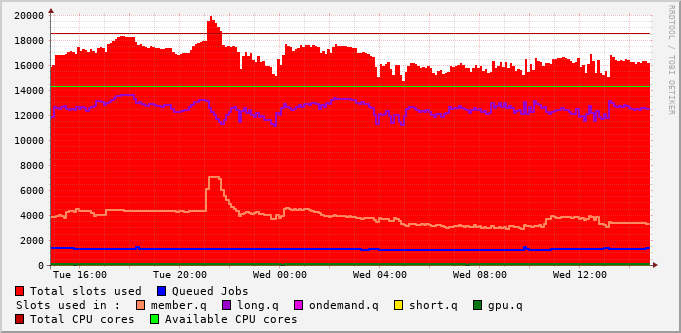 20000
18000
16000
14000
12000
10000
8000
6000
4000
2000
0
Tue 16:00 Tue 20:00 Wed 00:00 Wed 04:00 Wed 08:00 Wed 12:00
RRDTOOL / TOBI OETIKER
Total slots used Queued Jobs
Slots used in : member.q long.q ondemand.q short.q gpu.q
Total CPU cores Available CPU cores